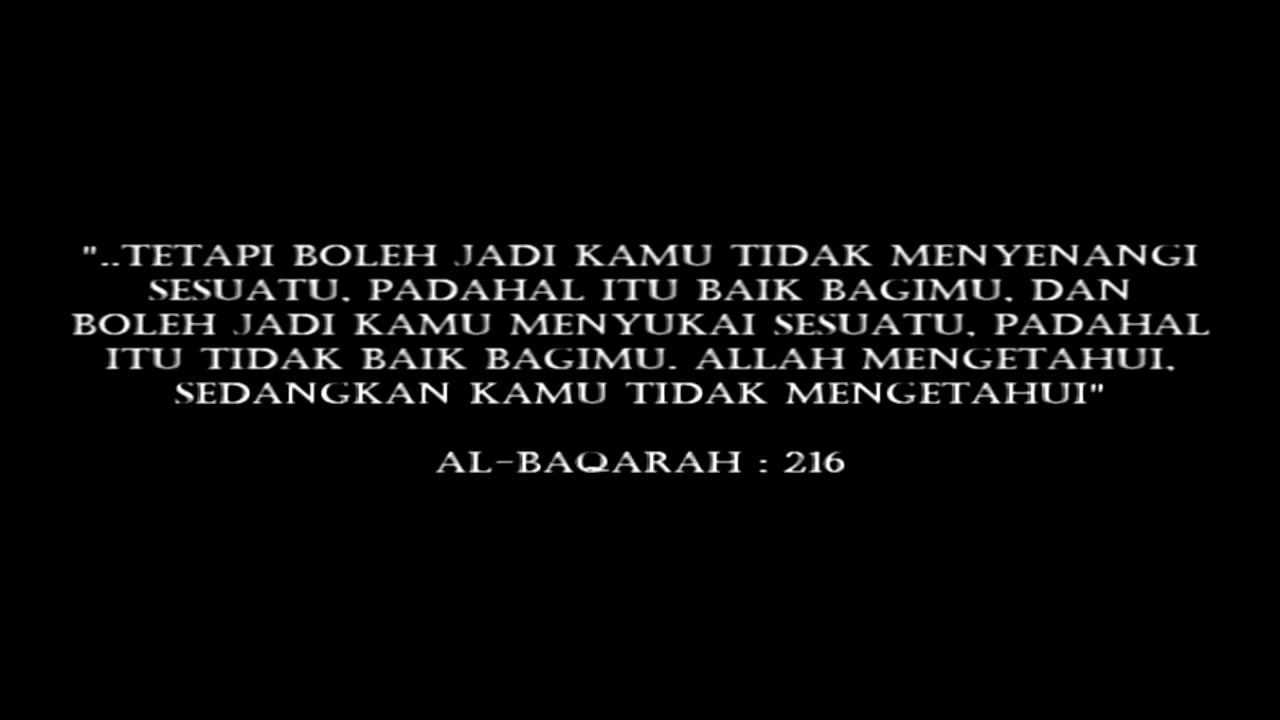 "..TETAPI BOLEH JADI KAMU TIDAK MENYENANGI
SESUATU, PADAHAL ITU BAIK BAGIMU, DAN
BOLEH JADI KAMU MENYUKAI SESUATU, PADAHAL
ITU TIDAK BAIK BAGIMU. ALLAH MENGETAHUI,
SEDANGKAN KAMU TIDAK MENGETAHUI"
AL-BAQARAH : 216